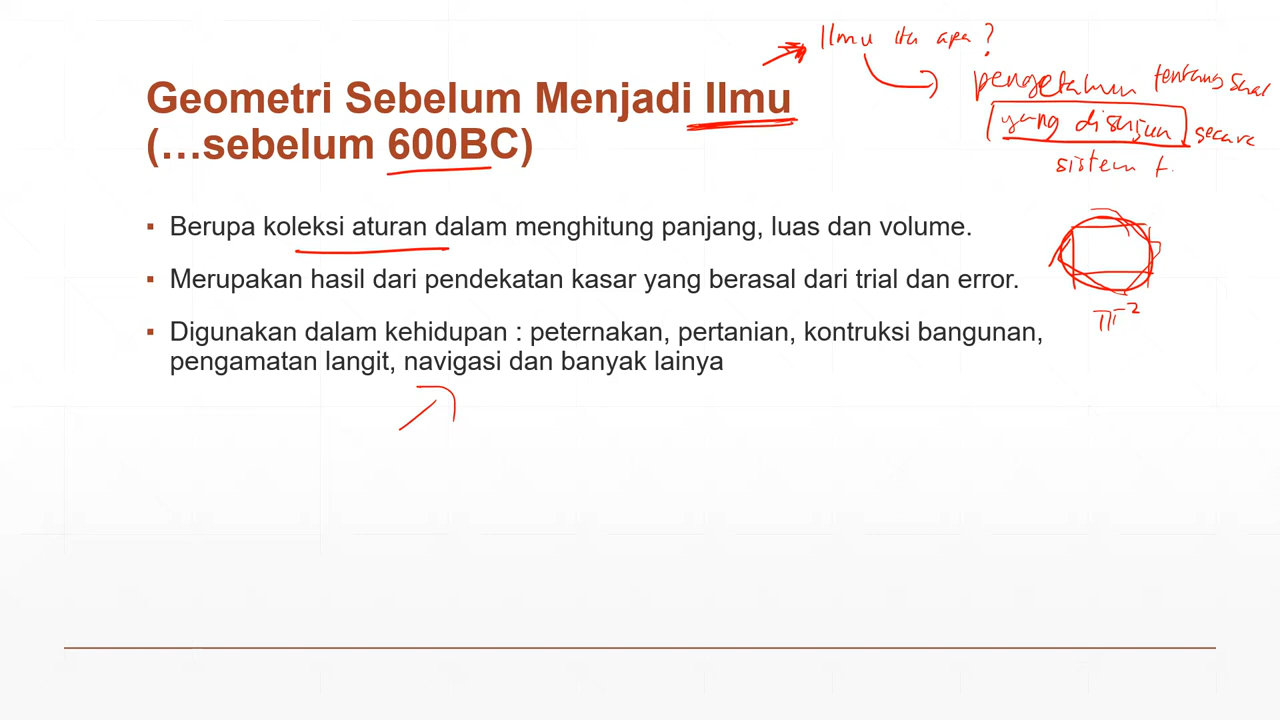 Ilmu itu apa ?
pengetahuan tentang
yang disusun secara
sistem t.
Geometri Sebelum Menjadi Ilmu
(…sebelum 600BC)
▪ Berupa koleksi aturan dalam menghitung panjang, luas dan volume.
▪ Merupakan hasil dari pendekatan kasar yang berasal dari trial dan error.
▪ Digunakan dalam kehidupan : peternakan, pertanian, kontruksi bangunan,
pengamatan langit, navigasi dan banyak lainya